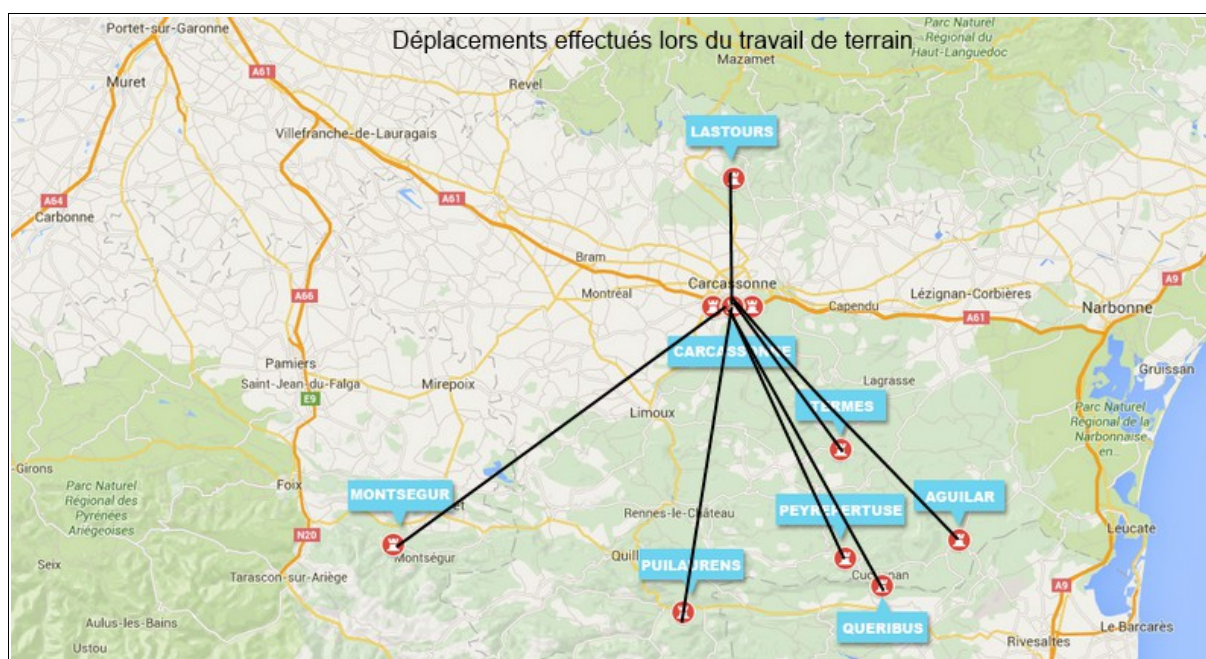 Déplacements effectués lors du travail de terrain
Portet-sur-Garonne
Parc Naturel
Régional du
Haut-Languedoc
Mazamet
A61
Muret
Revel
Villefranche-de-Lauragais
LASTOURS
A64
Carbonne
A61
Bram
Carcassonne
Montréal
Capendu
Lézignan-Corbières
A9
Narbonne
A66
A61
CARCASSONNE
Pamiers
Saint-Jean-du-Falga
Mirepoix
Gruissan
Lagrasse
E9
Limoux
TERMES
Parc Naturel
Régional de la
Narbonnaise
en...
Girons
Foix
Parc Naturel
Régional des
Pyrénées
Ariégeoises
MONTSEGUR
Rennes-le-Château
PEYREPERTUSE
AGUILAR
N20
Leucate
Montségur
Quill
PUILAURENS
Seix
Tarascon-sur-Ariège
A9
Aulus-les-Bains
QUERIBUS
Le Barcarès
Rivesaltes
Ustou